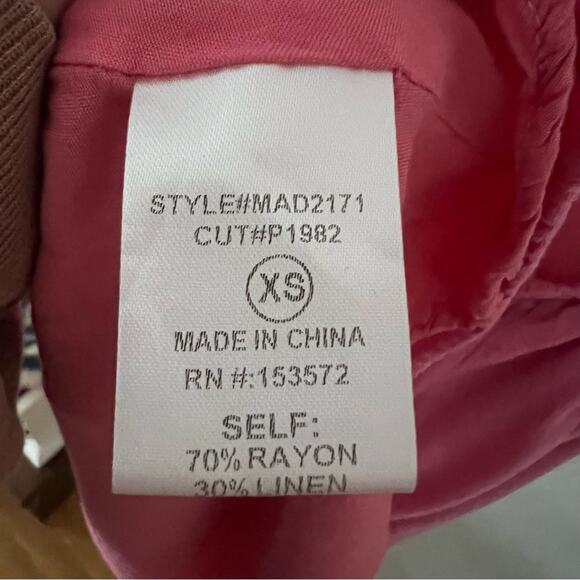 STYLE#MAD2171
CUT#P1982
XS
MADE IN CHINA
RN #:153572
SELF:
70% RAYON
30% LINEN